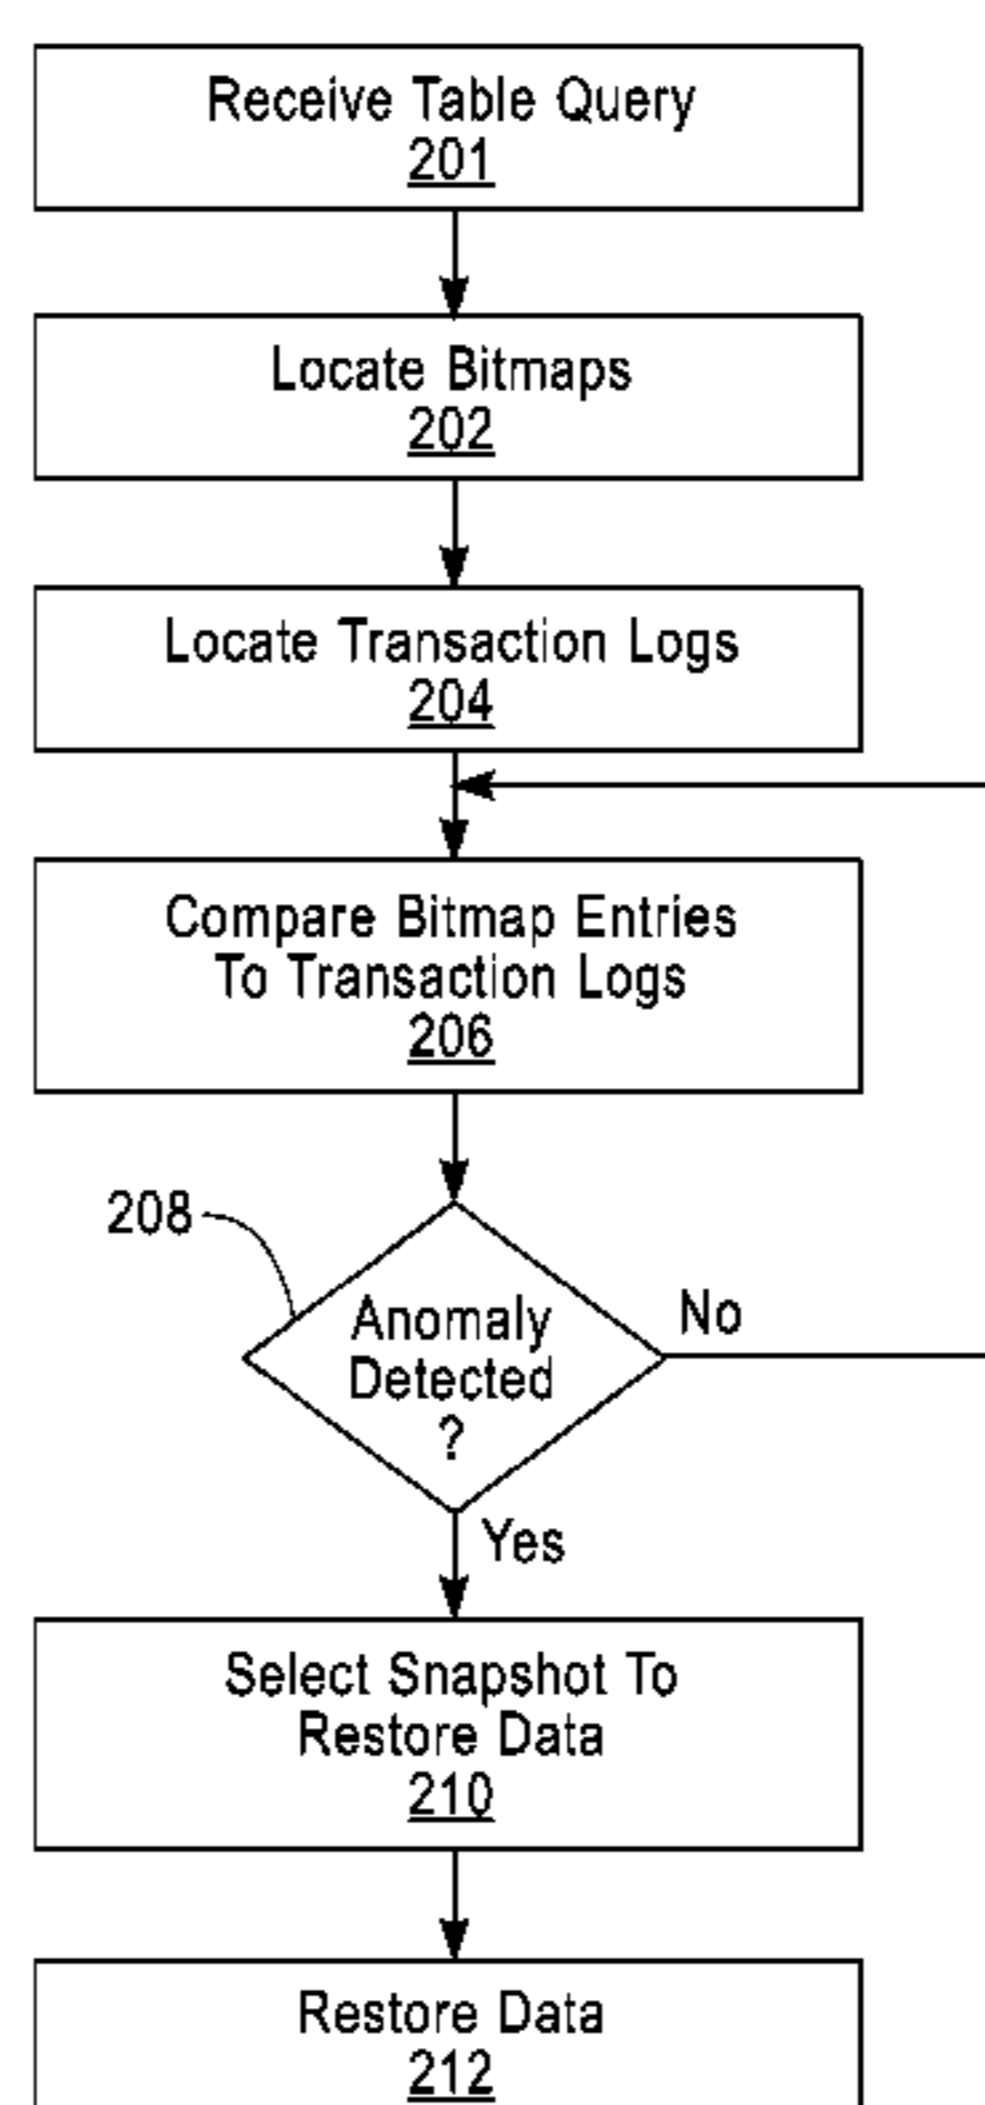 Receive Table Query
201
Locate Bitmaps
202
Locate Transaction Logs
204
Compare Bitmap Entries
To Transaction Logs
206
208
Anomaly
Detected
?
No
Yes
Select Snapshot To
Restore Data
210
Restore Data
212